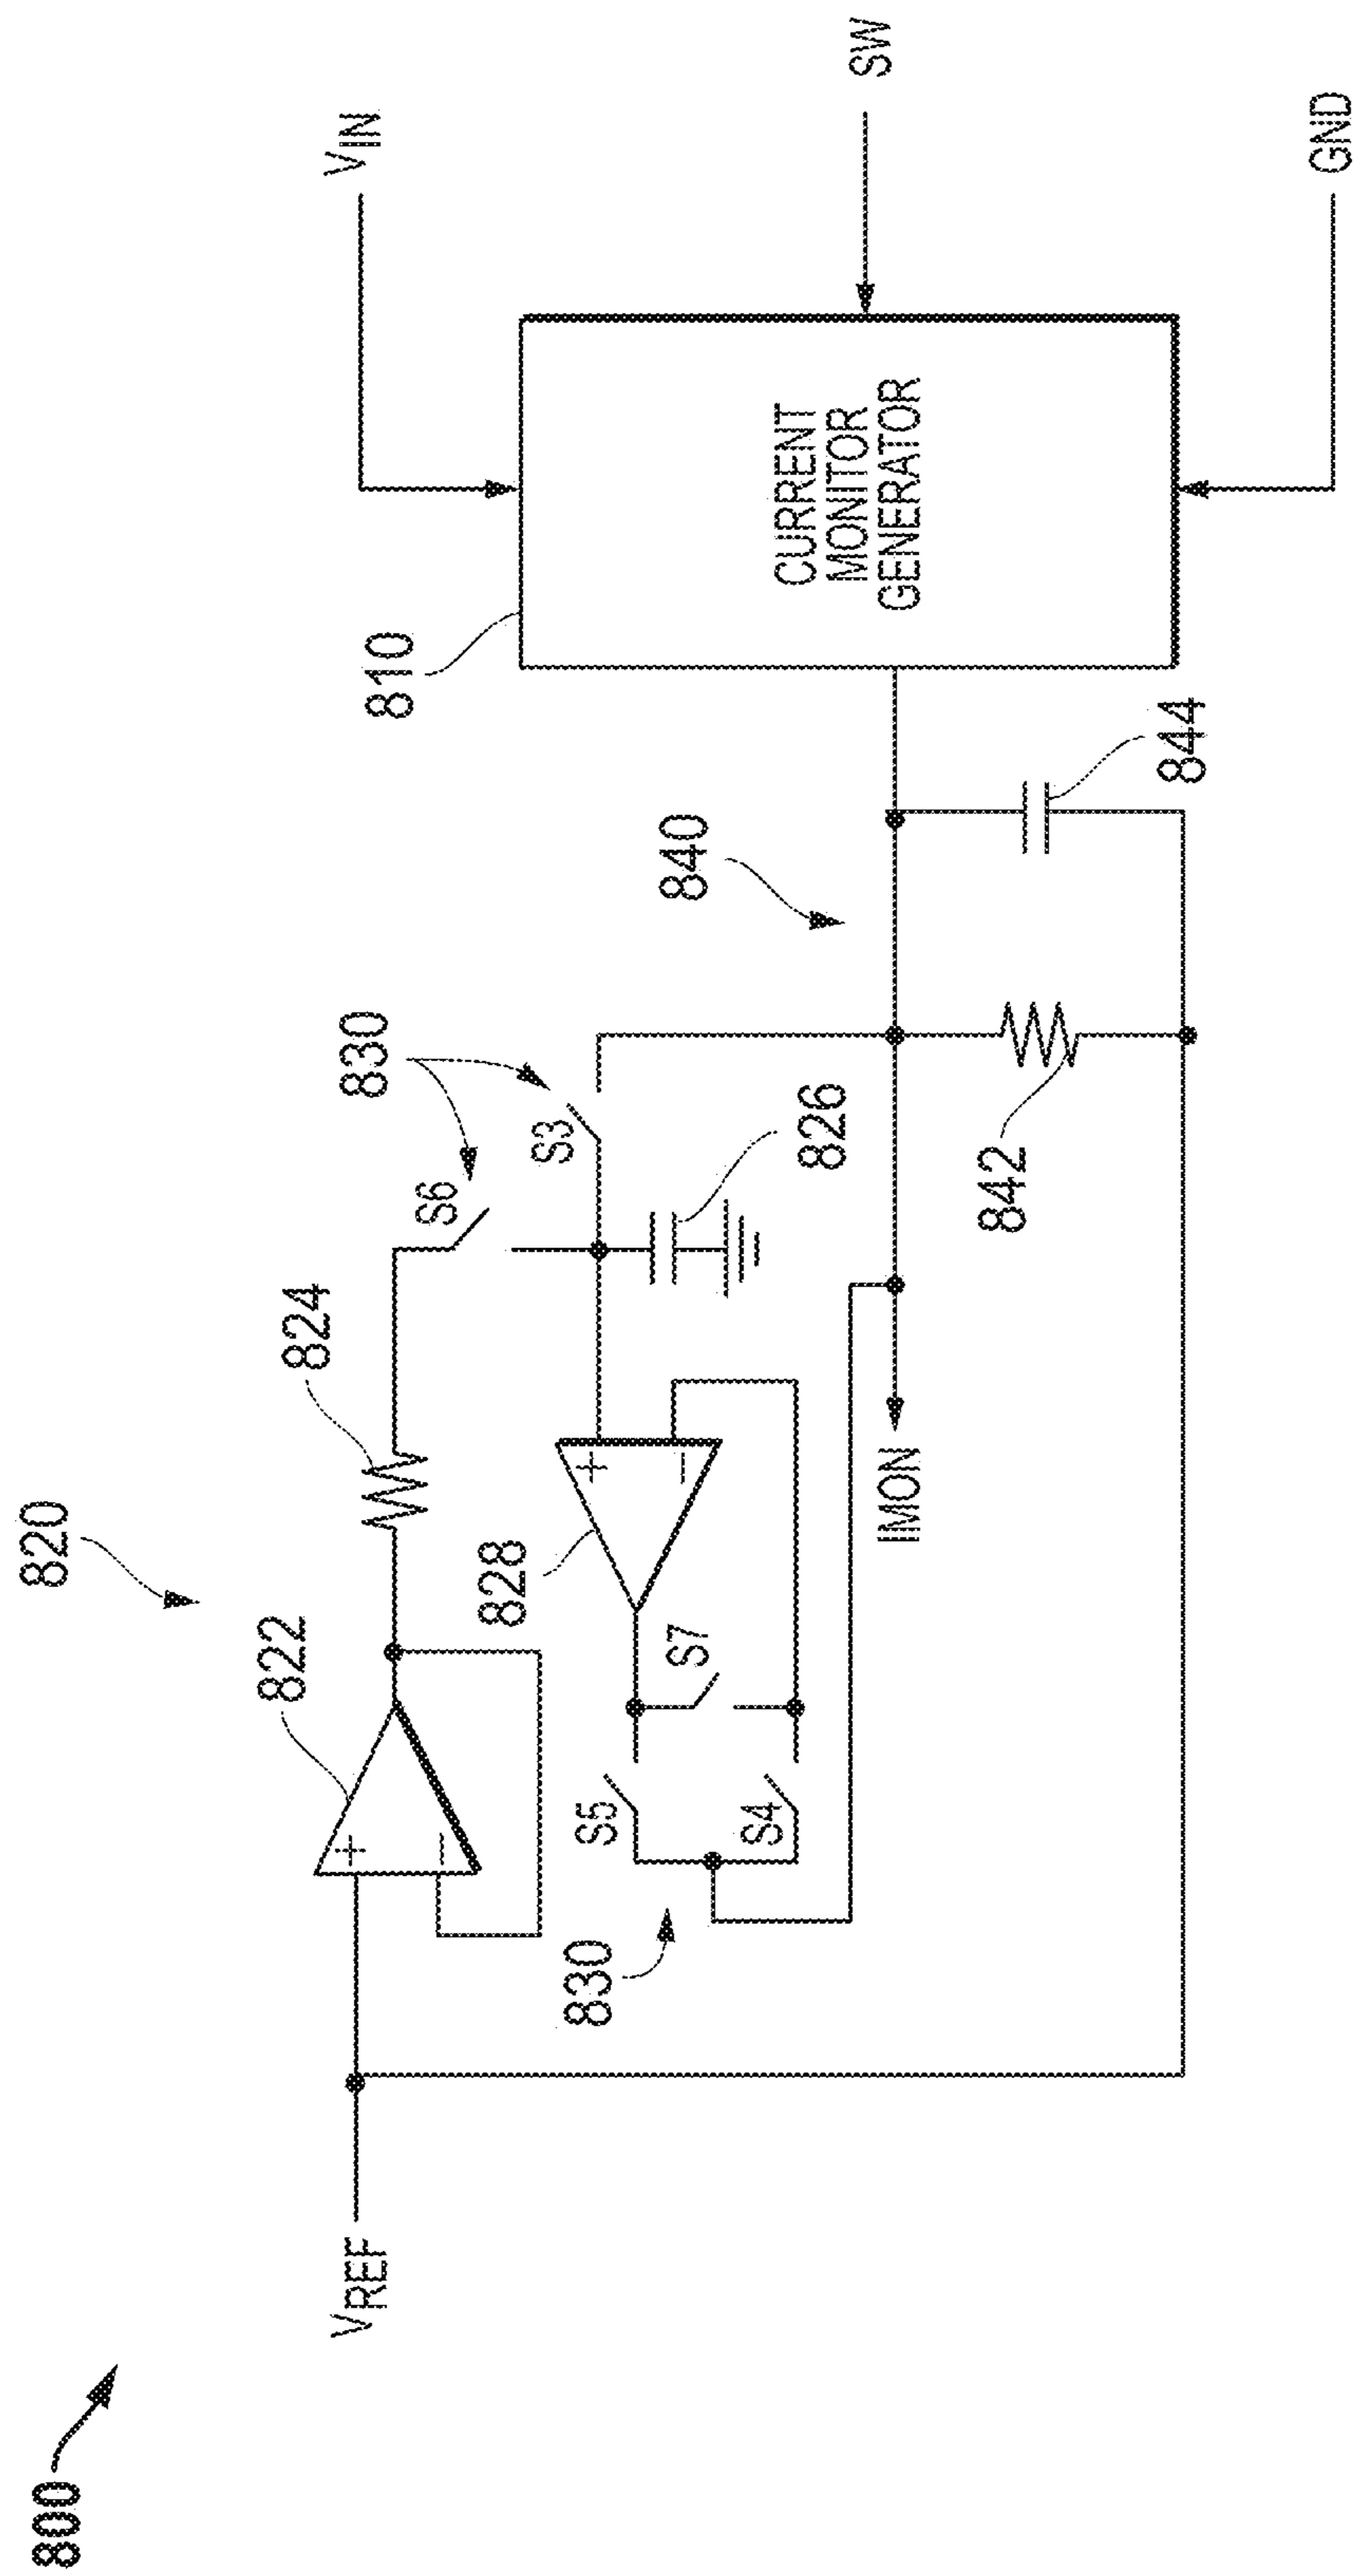 800
820
822
824
830
810
VIN
VREF
+
−
S6
S3
828
+
−
826
840
CURRENT
MONITOR
GENERATOR
SW
S5
S7
S4
830
IMON
842
844
GND